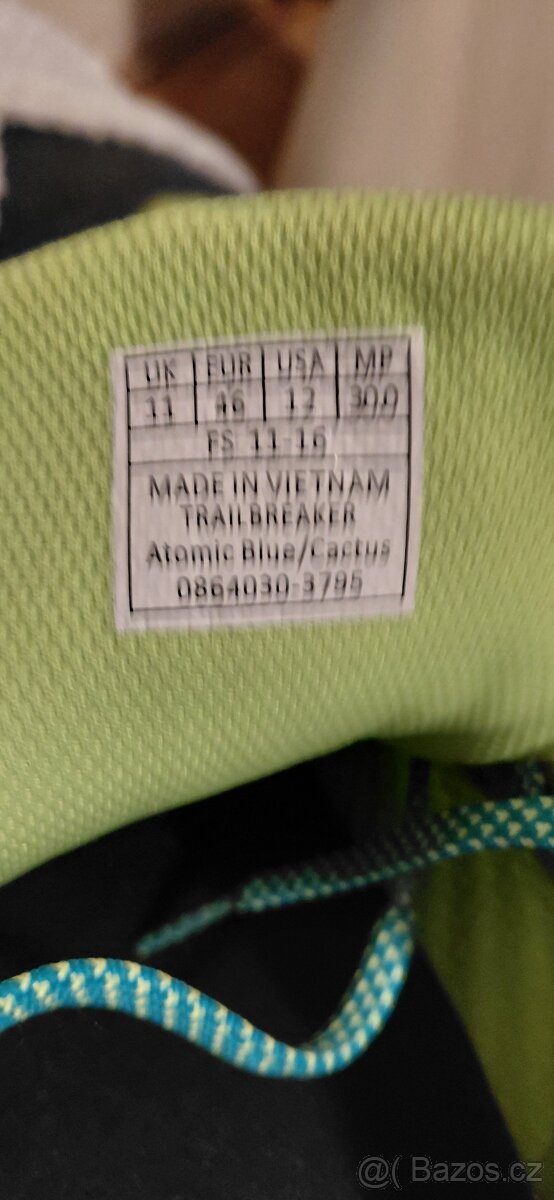 UK EUR USA MP
11 46 12 30.0
FS 11-16
MADE IN VIETNAM
TRAILBREAKER
Atomic Blue/Cactus
0864030-3795
@( Bazos.cz